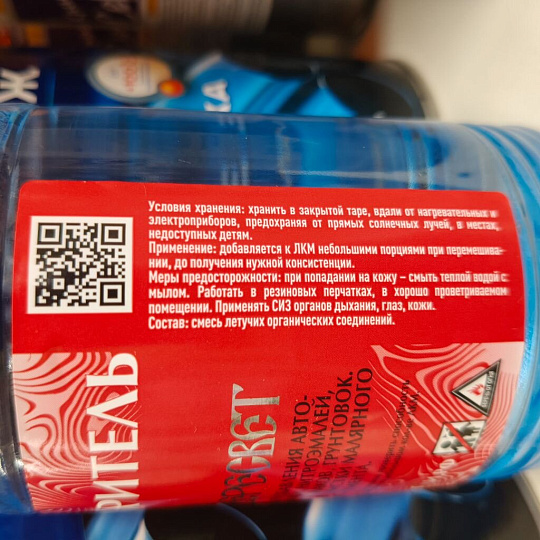 Условия хранения: хранить в закрытой таре, вдали от нагревательных и
электроприборов, предохраняя от прямых солнечных лучей, в местах,
недоступных детям.
Применение: добавляется к ЛКМ небольшими порциями при перемешива-
нии, до получения нужной консистенции.
Меры предосторожности: при попадании на кожу – смыть теплой водой с
мылом. Работать в резиновых перчатках, в хорошо проветриваемом
помещении. Применять СИЗ органов дыхания, глаз, кожи.
Состав: смесь летучих органических соединений.
РИТЕЛЬ
АВТО-
ГРУНТОВОК.